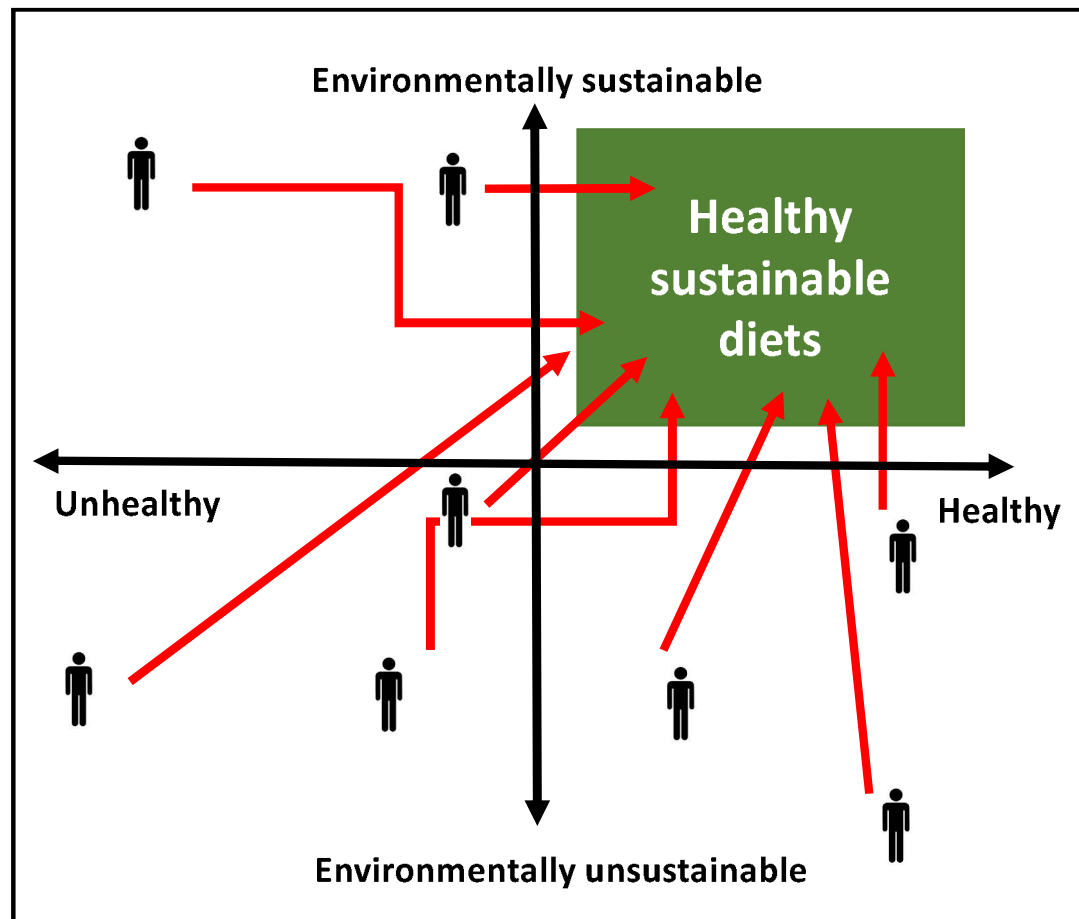 Environmentally sustainable
Healthy
sustainable
diets
Unhealthy
Healthy
Environmentally unsustainable